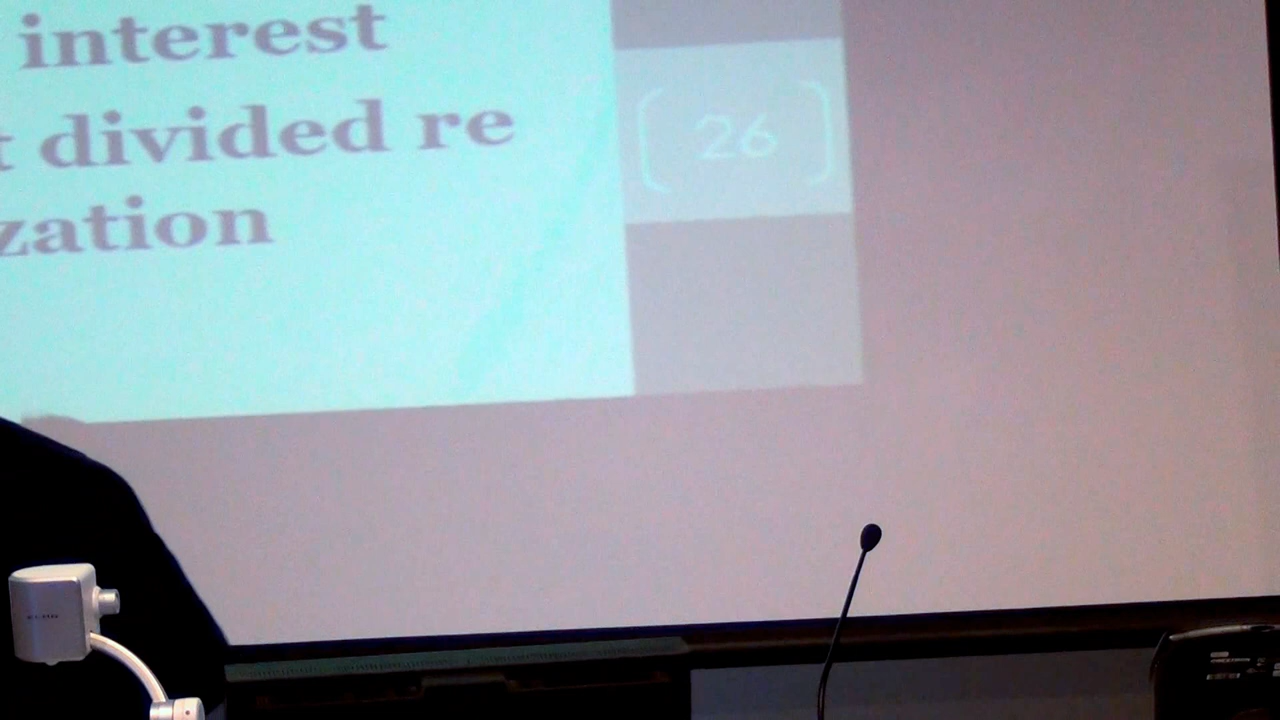 interest
t divided re
zation
26